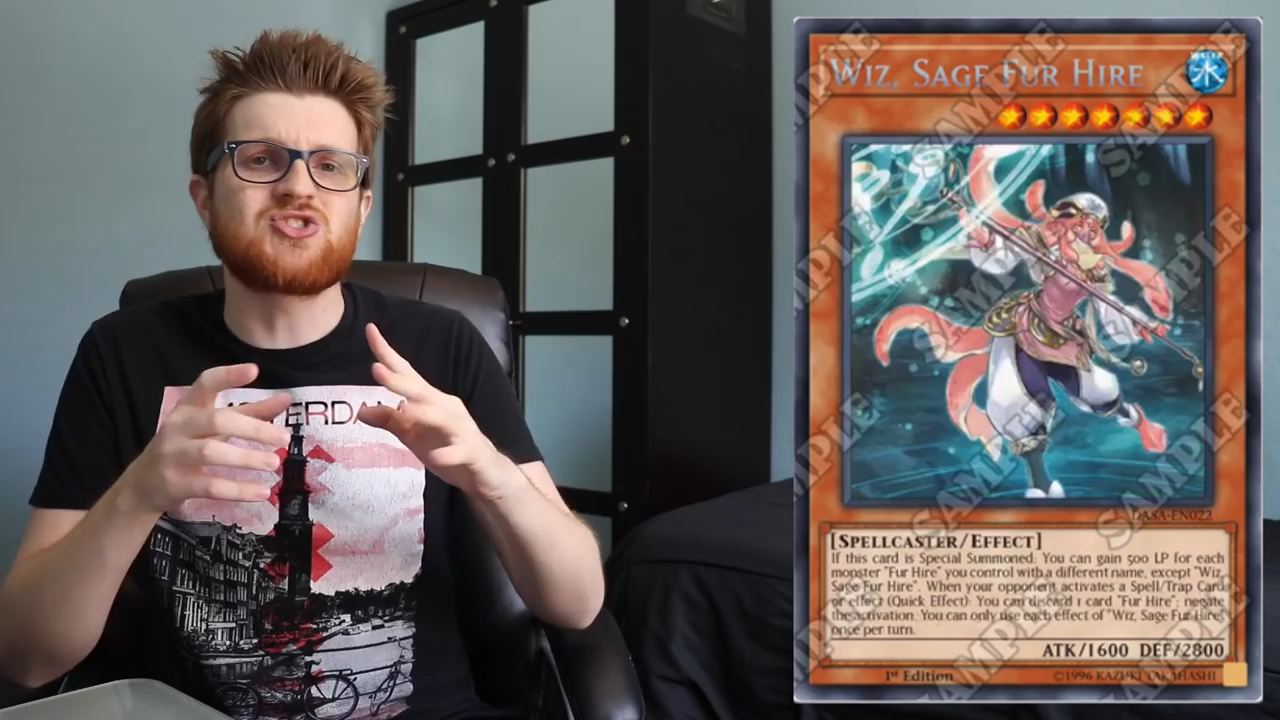 AMSTERDAM
Wiz, Sage Fur Hire
WATER
水
SAMPLE
DASA-EN022
[Spellcaster/Effect]
If this card is Special Summoned: You can gain 500 LP for each
monster "Fur Hire" you control with a different name, except "Wiz,
Sage Fur Hire". When your opponent activates a Spell/Trap Card
or effect (Quick Effect): You can discard 1 card "Fur Hire"; negate
the activation. You can only use each effect of "Wiz, Sage Fur Hire"
once per turn.
ATK/1600 DEF/2800
1st Edition
©1996 KAZUKI TAKAHASHI